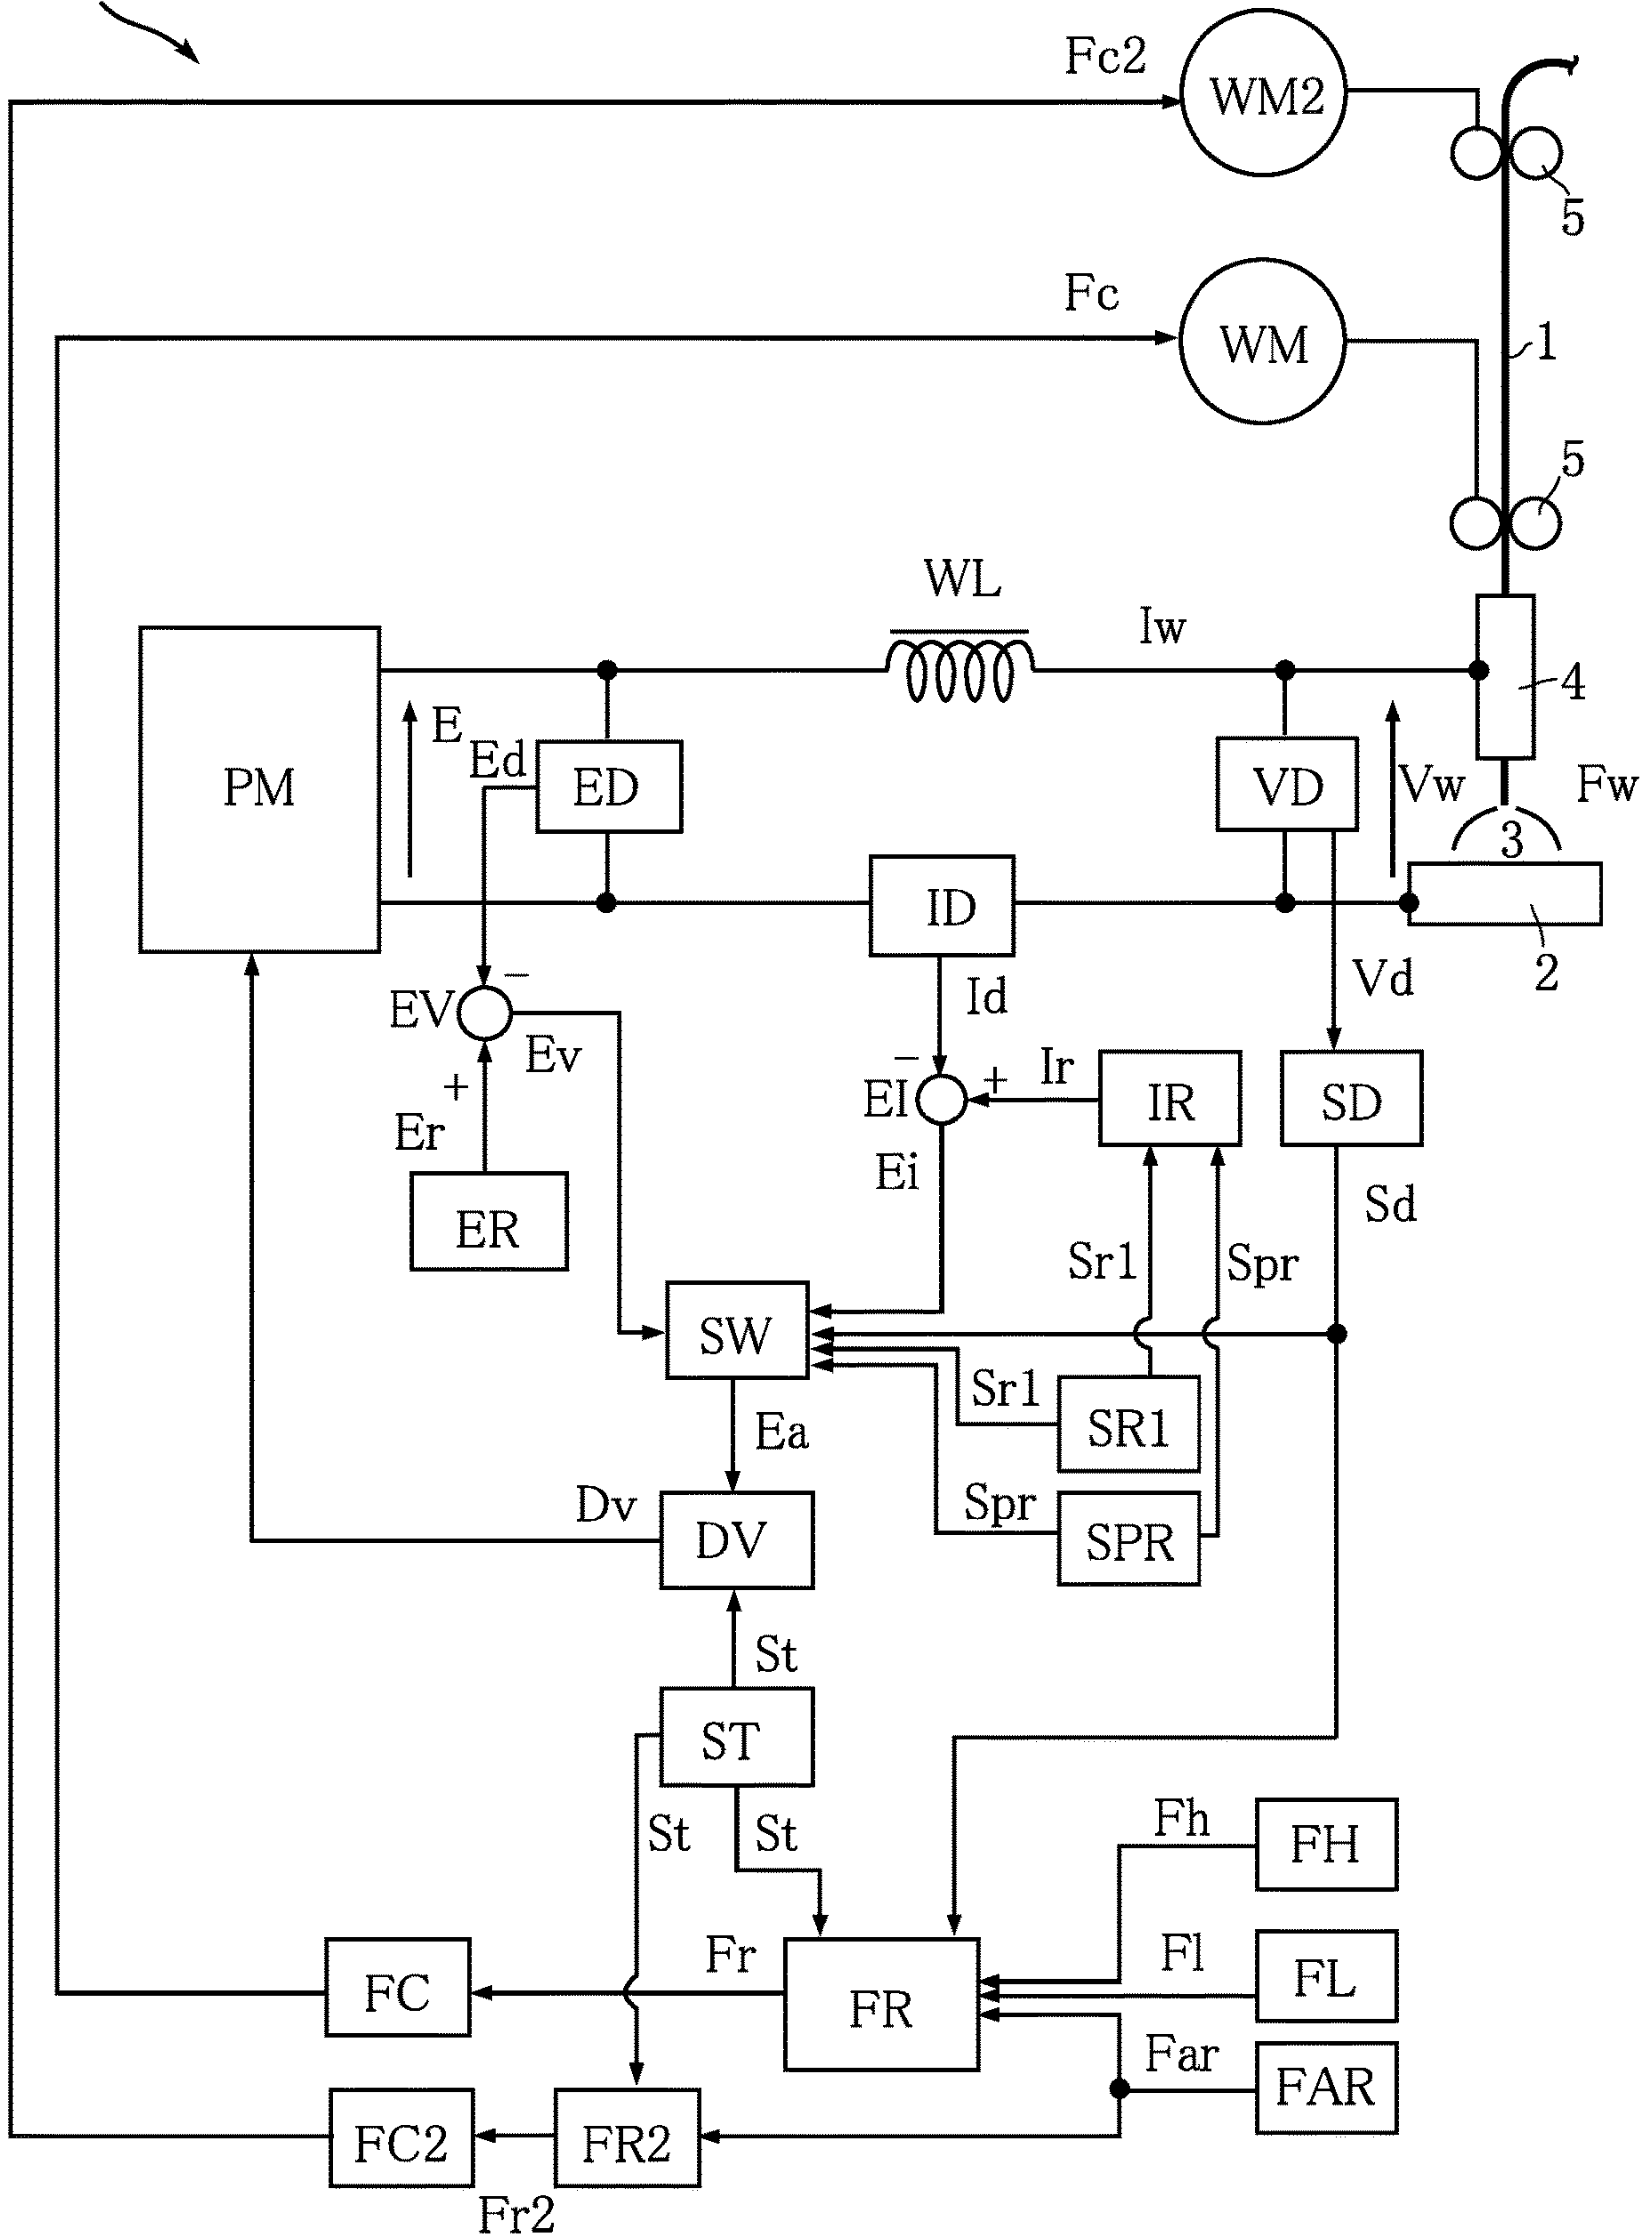 Fc2
WM2
5
Fc
WM
1
5
WL
Iw
4
PM
E
Ed
ED
VD
Vw
Fw
3
ID
2
Id
Vd
EV
−
Ev
+
Er
ER
−
EI
+
Ir
IR
SD
Ei
Sr1
Spr
Sd
SW
Sr1
SR1
Ea
Spr
SPR
Dv
DV
St
ST
St
St
Fh
FH
Fr
Fl
FL
FC
FR
Far
FAR
FC2
FR2
Fr2